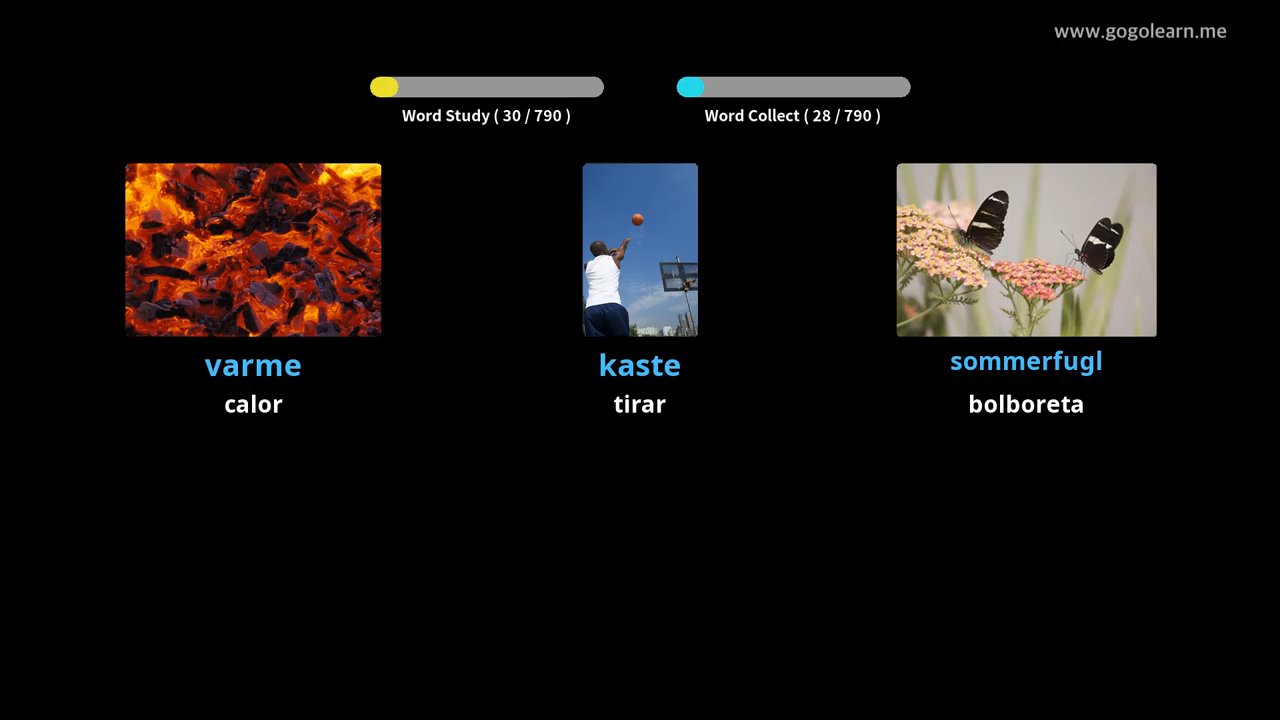 www.gogolearn.me
Word Study ( 30 / 790 )
Word Collect ( 28 / 790 )
varme
kaste
sommerfugl
calor
tirar
bolboreta